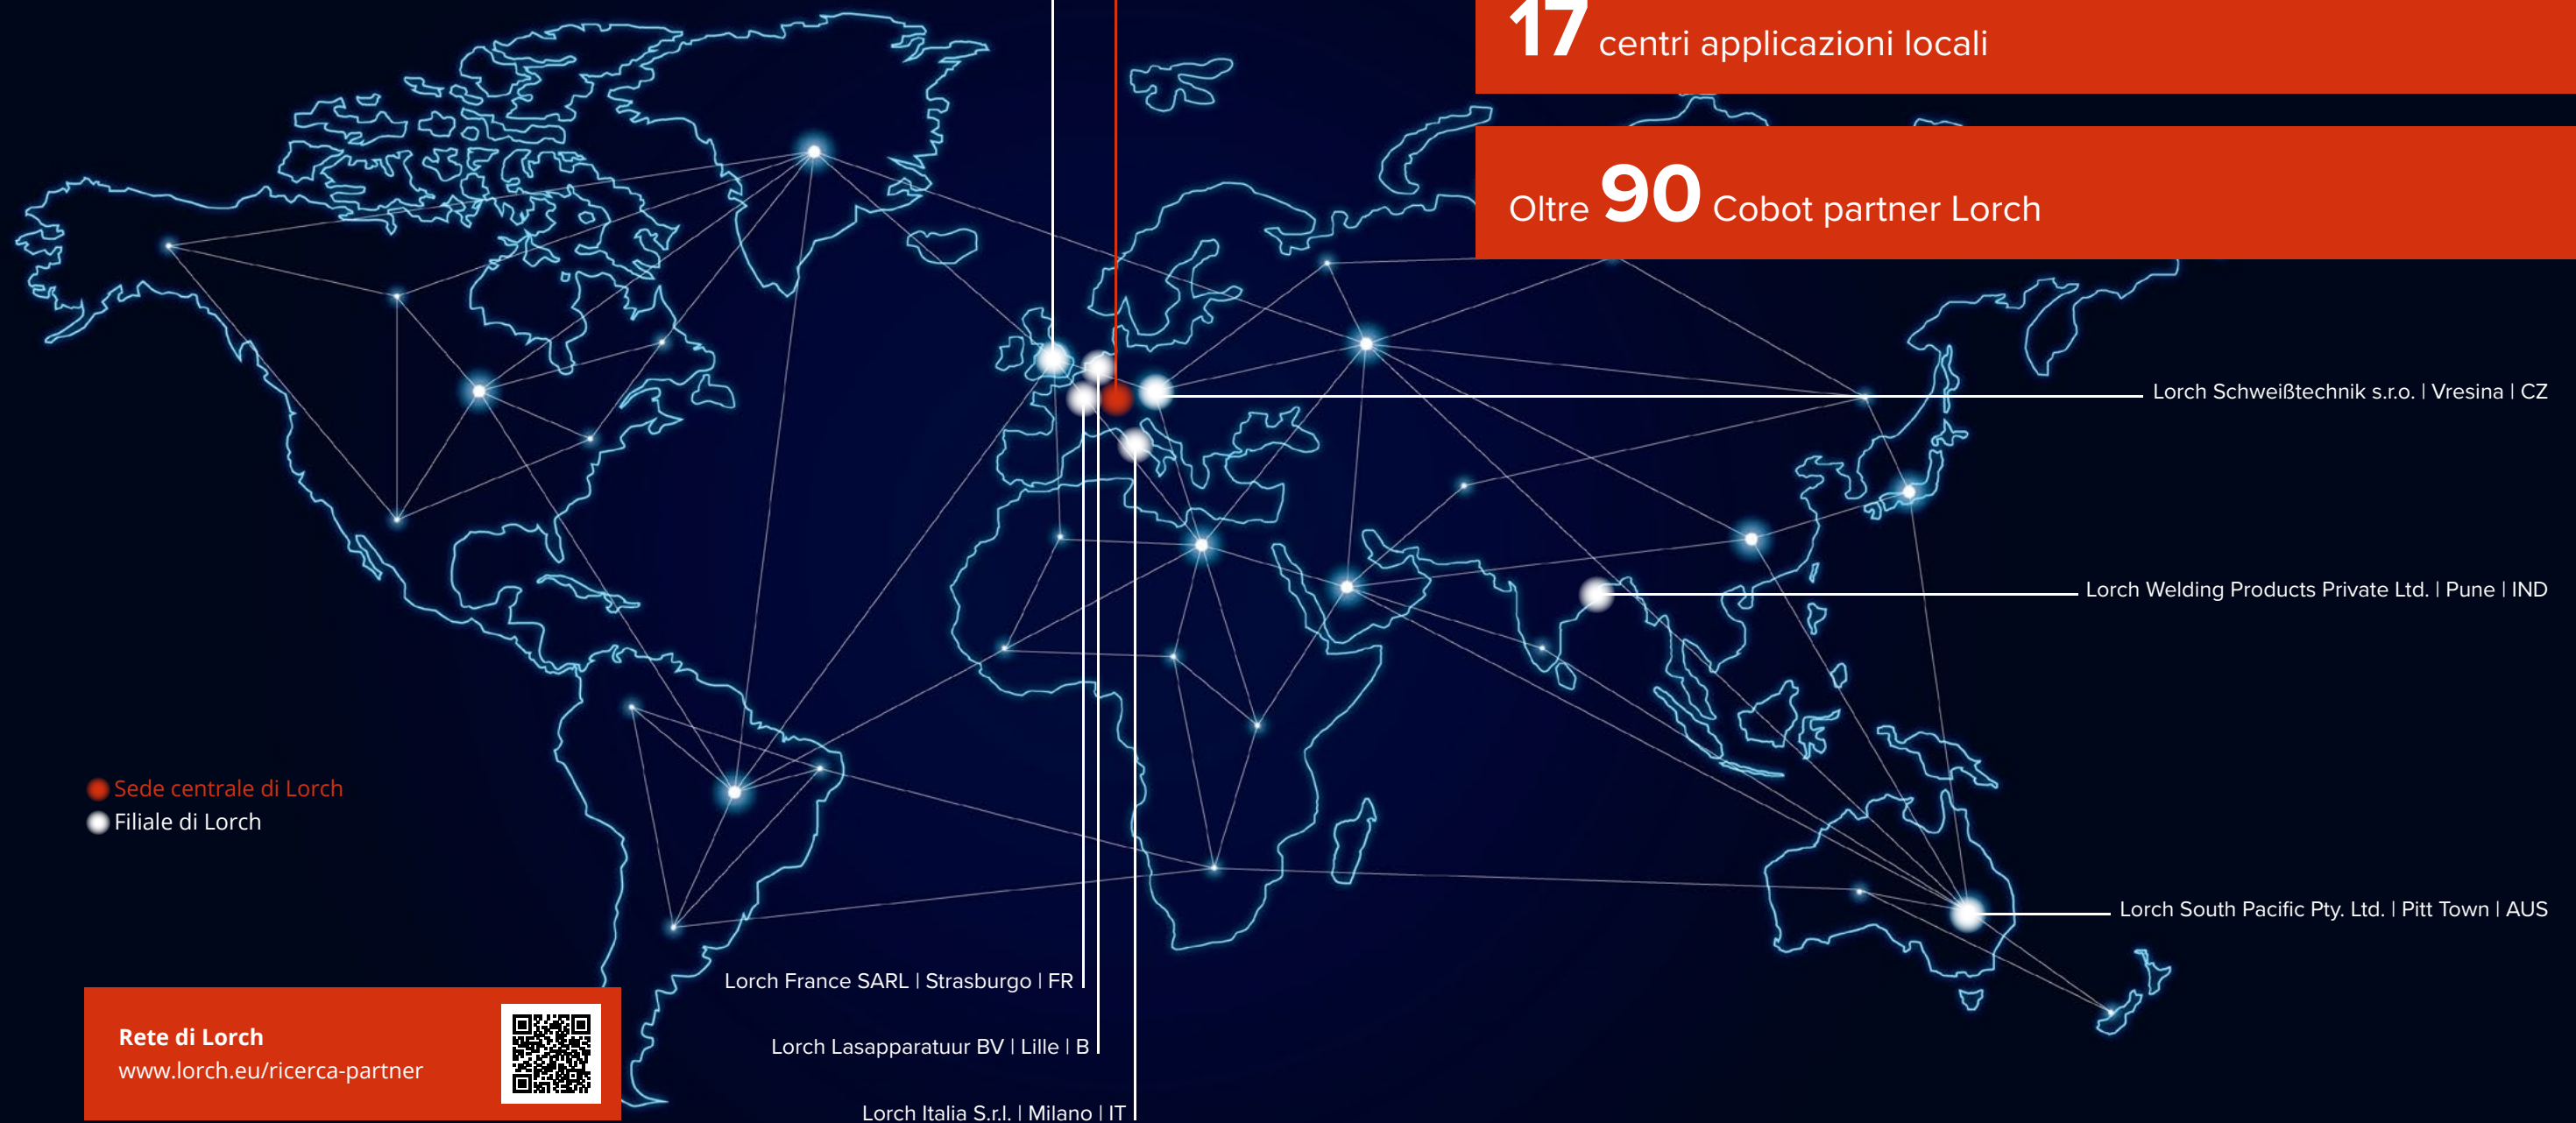 17 centri applicazioni locali
Oltre 90 Cobot partner Lorch
Lorch Schweißtechnik s.r.o. | Vresina | CZ
Lorch Welding Products Private Ltd. | Pune | IND
Sede centrale di Lorch
Filiale di Lorch
Lorch South Pacific Pty. Ltd. | Pitt Town | AUS
Lorch France SARL | Strasburgo | FR
Rete di Lorch
www.lorch.eu/ricerca-partner
Lorch Lasapparatuur BV | Lille | B
Lorch Italia S.r.l. | Milano | IT